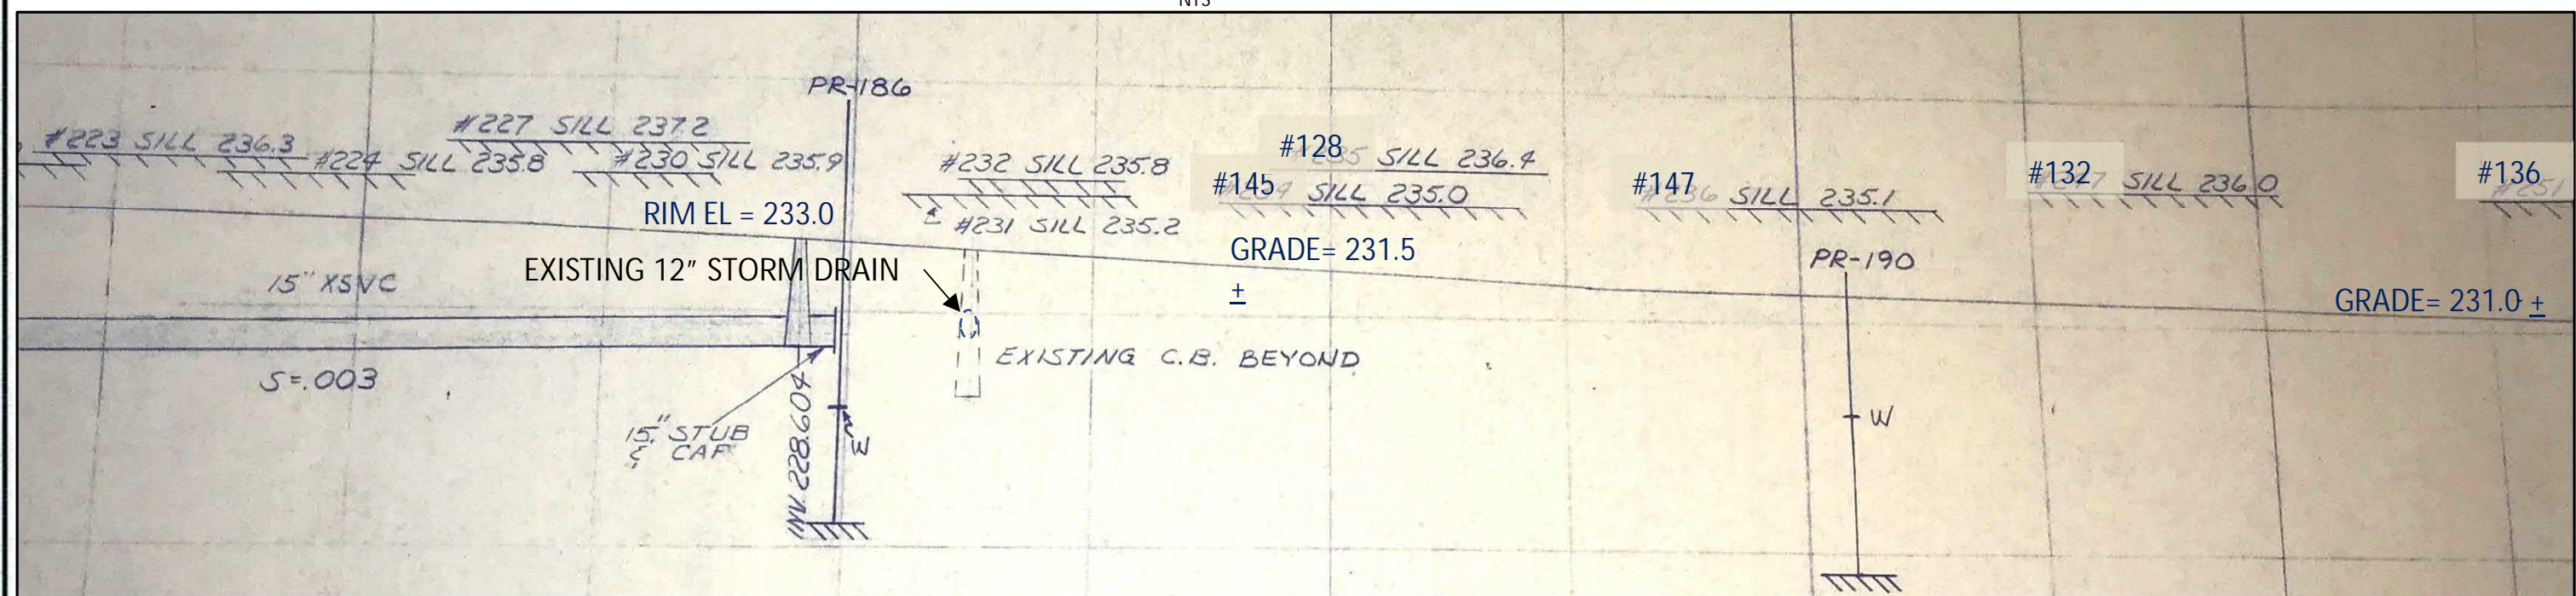 NTS
PR-186
#223 SILL 236.3
#227 SILL 237.2
#224 SILL 235.8
#230 SILL 235.9
#232 SILL 235.8
#231 SILL 235.2
#128 SILL 236.4
#145 SILL 235.0
#147 SILL 235.1
#132 SILL 236.0
#136
RIM EL = 233.0
GRADE= 231.5
±
PR-190
GRADE= 231.0 ±
EXISTING 12" STORM DRAIN
15" XSVC
EXISTING C.B. BEYOND
S=.003
15" STUB
& CAP
INV. 228.604
W
W